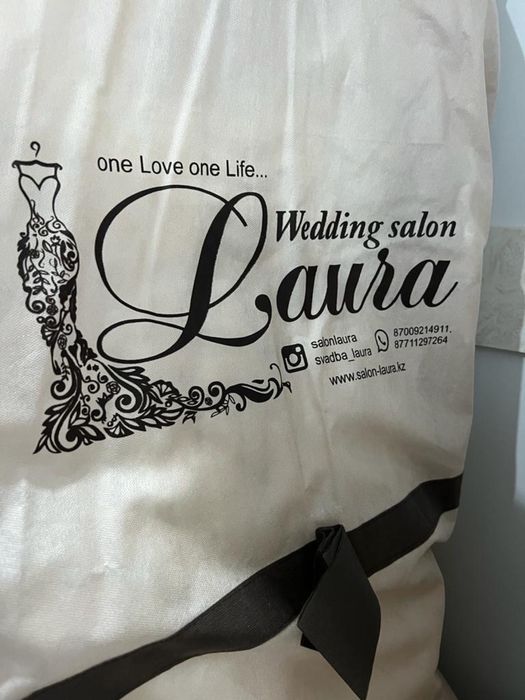 one Love one Life...
Wedding salon
Laura
salonlaura
svadba_laura
87009214911.
87711297264
www.salon-laura.kz